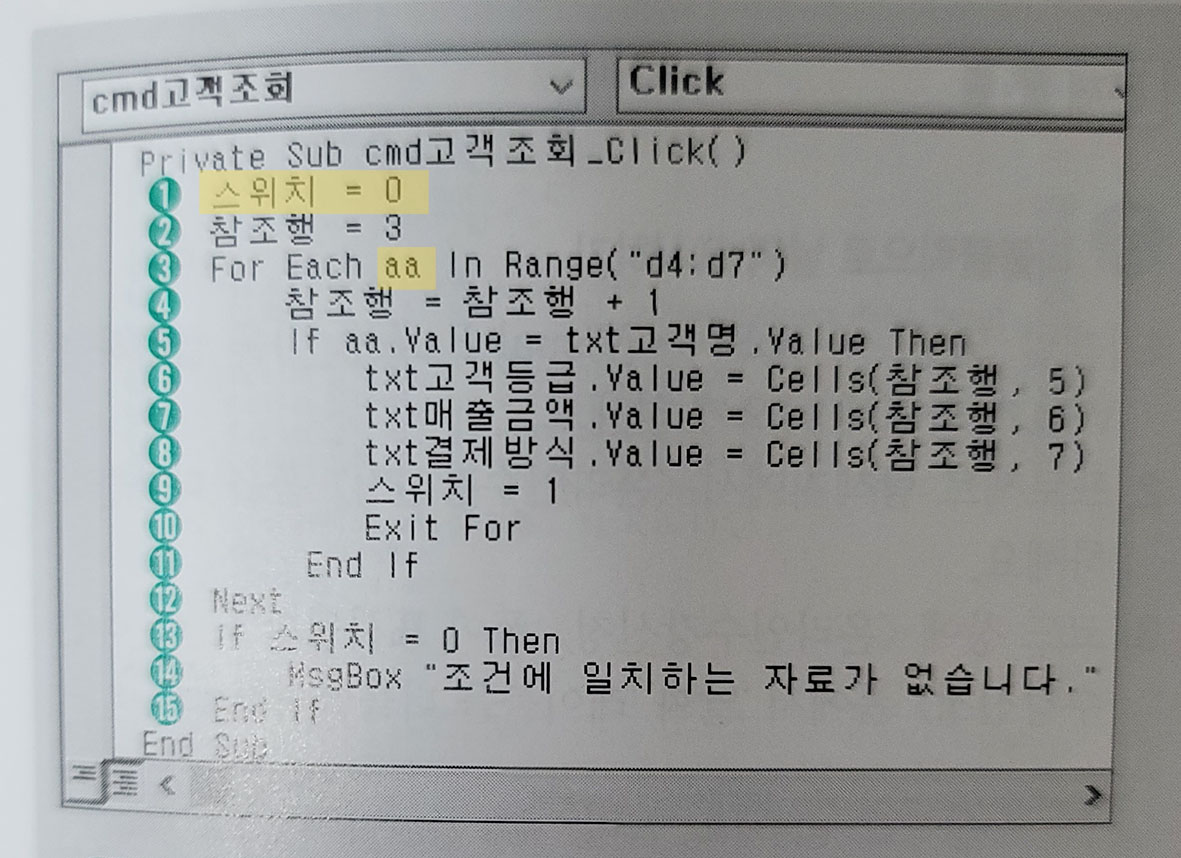 cmd고객조회
Click
Private Sub cmd고객조회_Click()
① 스위치 = 0
② 참조행 = 3
③ For Each aa In Range("d4:d7")
④ 참조행 = 참조행 + 1
⑤ If aa.Value = txt고객명.Value Then
⑥ txt고객등급.Value = Cells(참조행, 5)
⑦ txt매출금액.Value = Cells(참조행, 6)
⑧ txt결제방식.Value = Cells(참조행, 7)
⑨ 스위치 = 1
⑩ Exit For
⑪ End If
⑫ Next
⑬ If 스위치 = 0 Then
⑭ MsgBox "조건에 일치하는 자료가 없습니다."
⑮ End If
End Sub